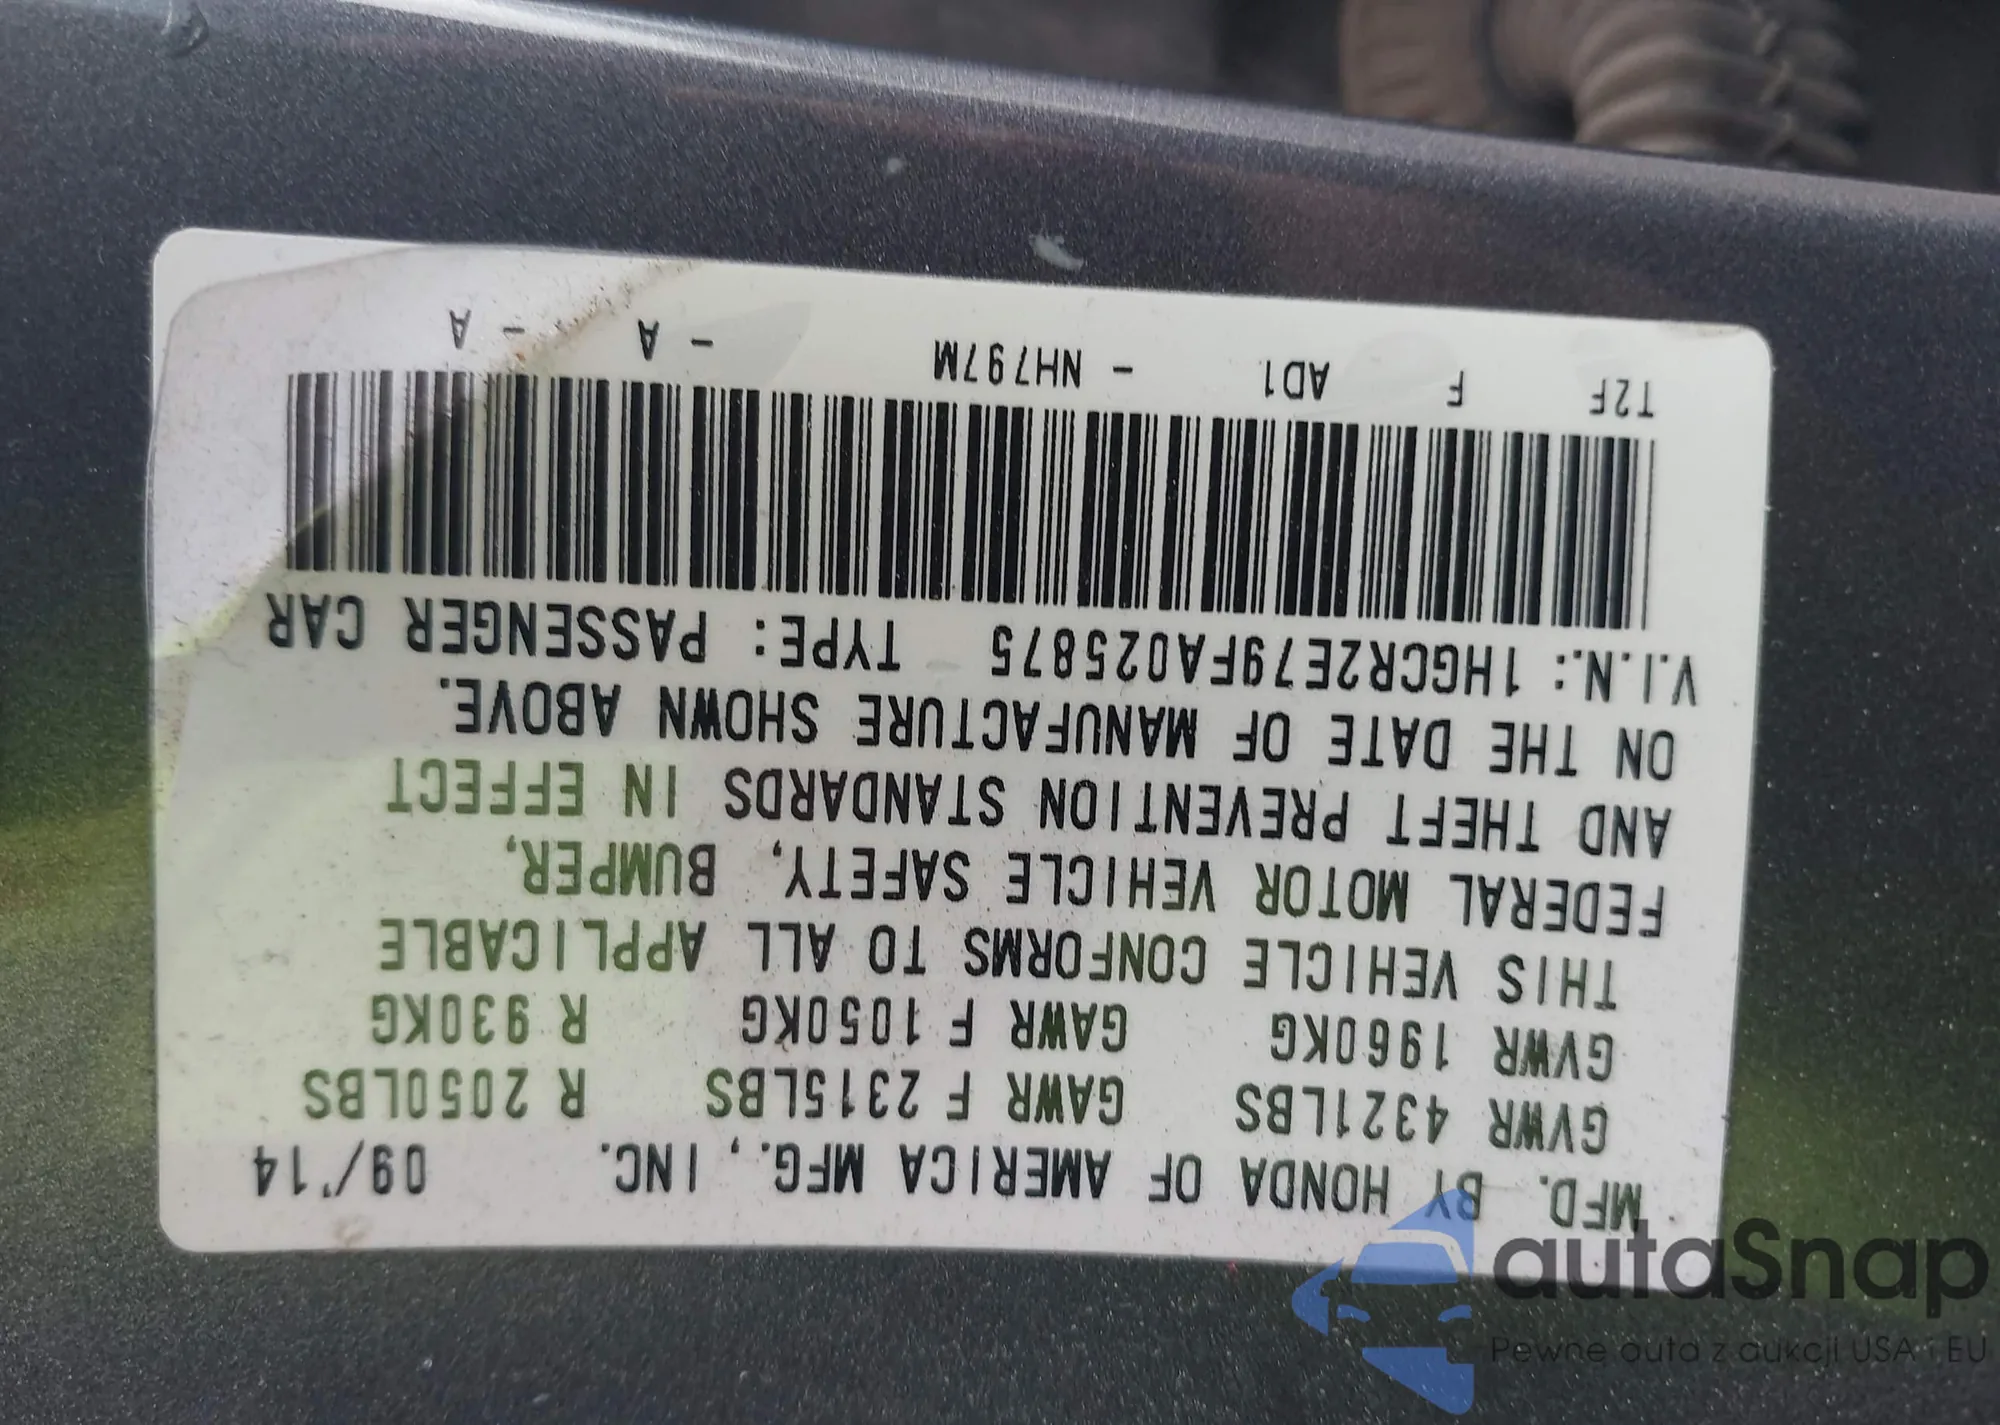 MFD. BY HONDA OF AMERICA MFG., INC. 09/'14
GVWR 4321LBS GAWR F 2315LBS R 2050LBS
GVWR 1960KG GAWR F 1050KG R 930KG
THIS VEHICLE CONFORMS TO ALL APPLICABLE
FEDERAL MOTOR VEHICLE SAFETY, BUMPER,
AND THEFT PREVENTION STANDARDS IN EFFECT
ON THE DATE OF MANUFACTURE SHOWN ABOVE.
V.I.N.: 1HGCR2E79FA025875 TYPE: PASSENGER CAR
T2F F AD1 - NH797M - A - A
autaSnap
Pewne auta z aukcji USA i EU